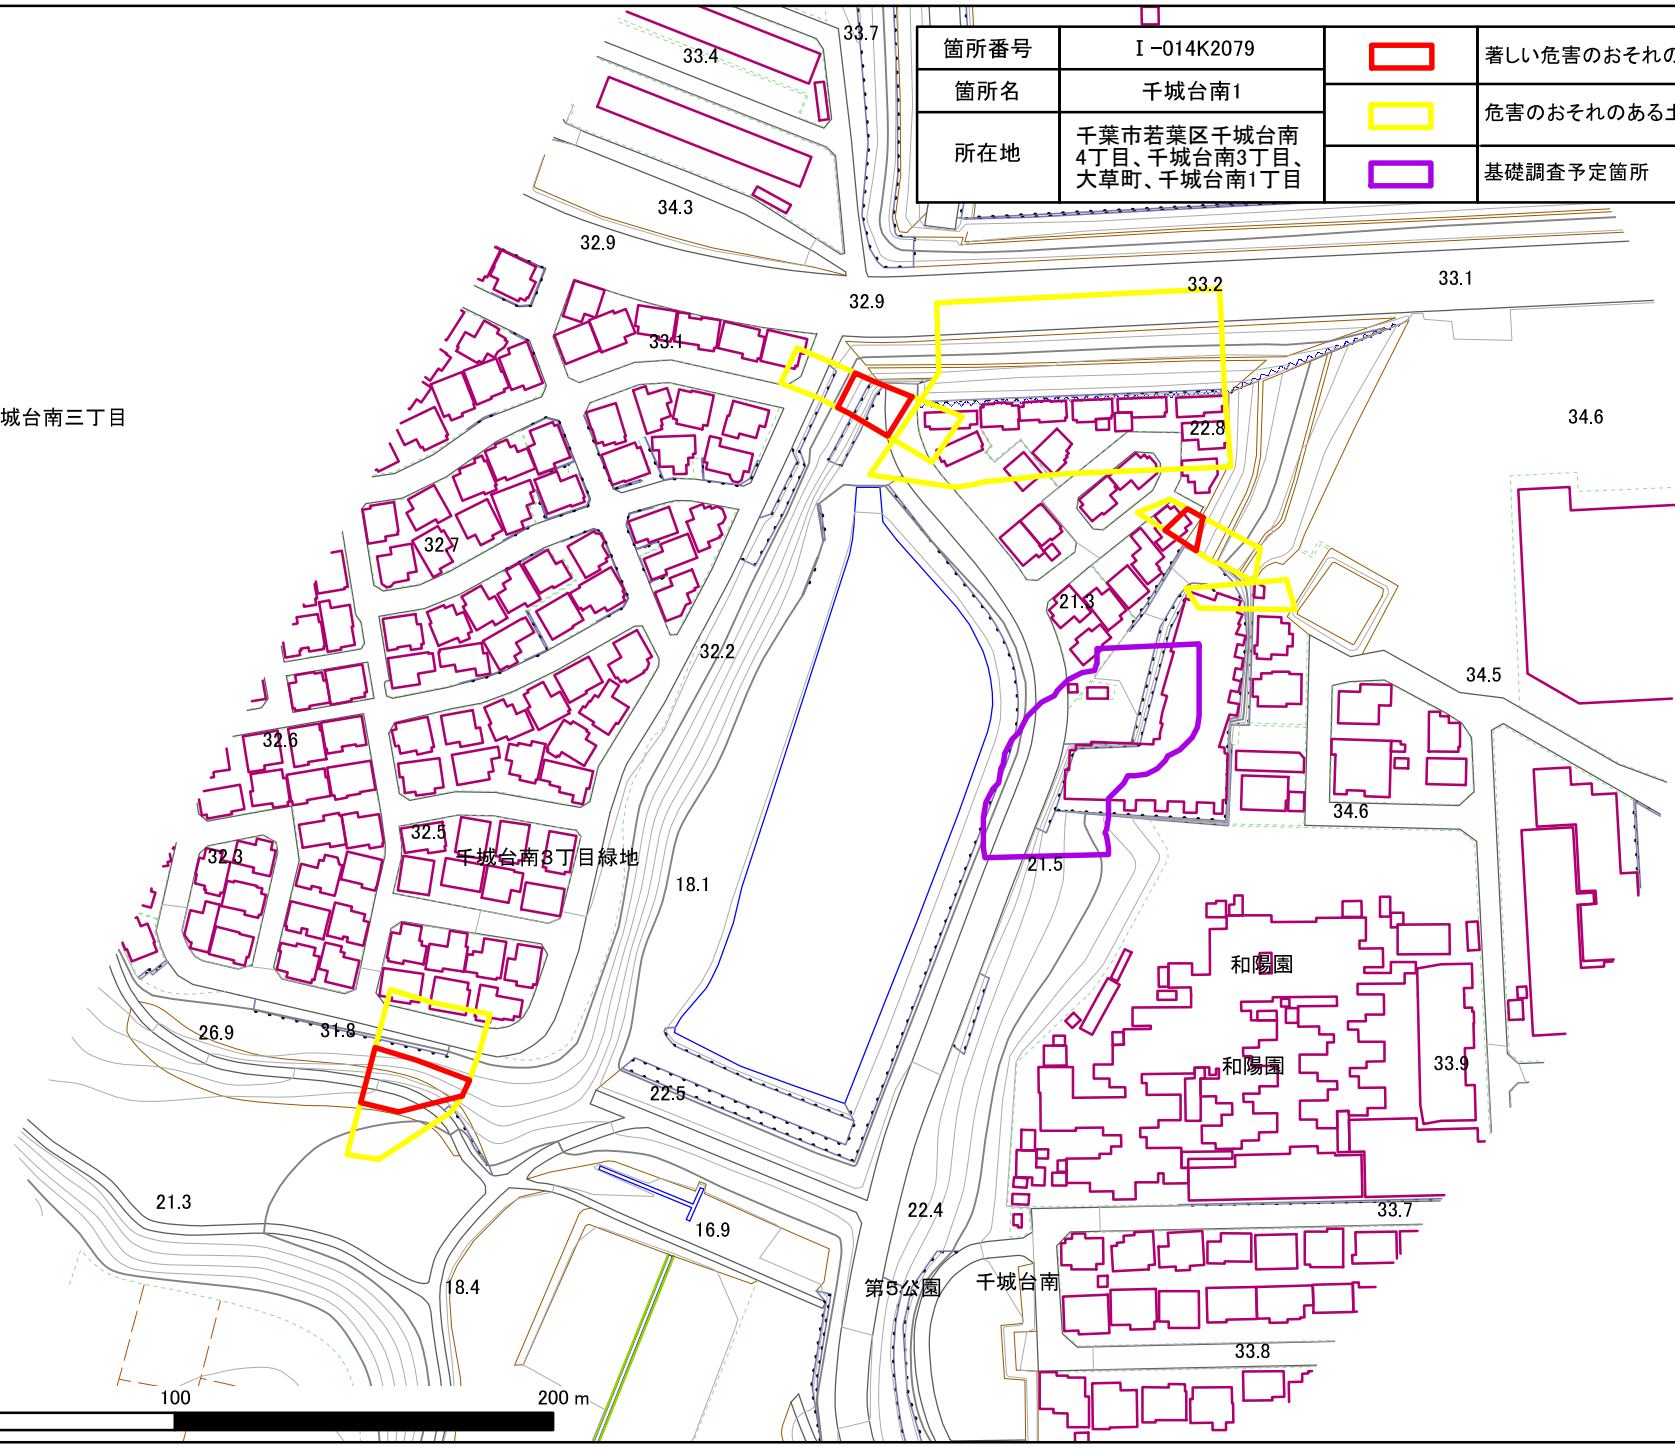 箇所番号
Ⅰ-014K2079
著しい危害のおそれの
箇所名
千城台南1
危害のおそれのある土
所在地
千葉市若葉区千城台南
4丁目、千城台南3丁目、
大草町、千城台南1丁目
基礎調査予定箇所
33.7
33.4
34.3
32.9
32.9
33.2
33.1
33.1
城台南三丁目
34.6
22.8
32.7
21.3
32.2
34.5
32.6
34.6
32.5
32.3
千城台南3丁目緑地
21.5
18.1
和陽園
26.9
31.8
和陽園
33.9
22.5
21.3
22.4
33.7
16.9
18.4
第5公園
千城台南
33.8
100
200 m